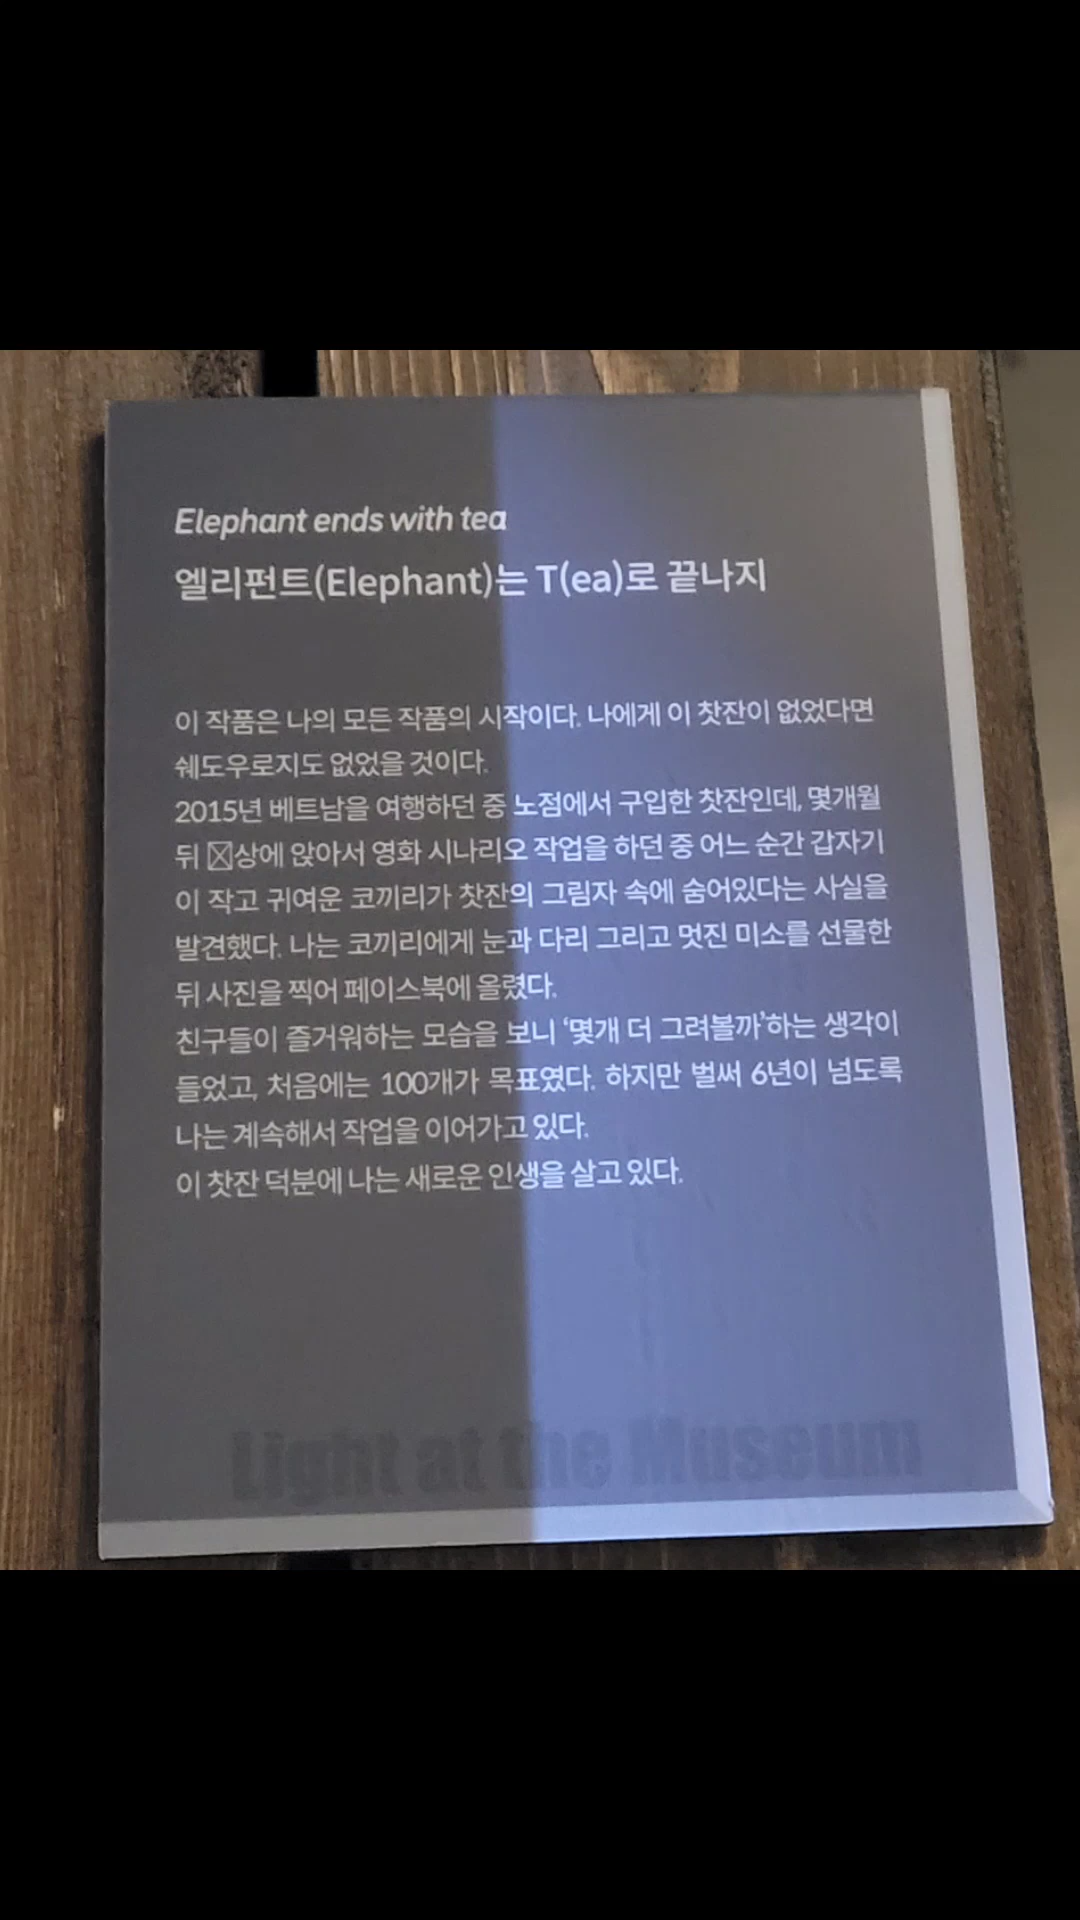 Elephant ends with tea
엘리펀트(Elephant)는 T(ea)로 끝나지
이 작품은 나의 모든 작품의 시작이다. 나에게 이 찻잔이 없었다면
쉐도우로지도 없었을 것이다.
2015년 베트남을 여행하던 중 노점에서 구입한 찻잔인데, 몇개월
뒤 ☒상에 앉아서 영화 시나리오 작업을 하던 중 어느 순간 갑자기
이 작고 귀여운 코끼리가 찻잔의 그림자 속에 숨어있다는 사실을
발견했다. 나는 코끼리에게 눈과 다리 그리고 멋진 미소를 선물한
뒤 사진을 찍어 페이스북에 올렸다.
친구들이 즐거워하는 모습을 보니 ‘몇개 더 그려볼까’하는 생각이
들었고, 처음에는 100개가 목표였다. 하지만 벌써 6년이 넘도록
나는 계속해서 작업을 이어가고 있다.
이 찻잔 덕분에 나는 새로운 인생을 살고 있다.
Light at the Museum